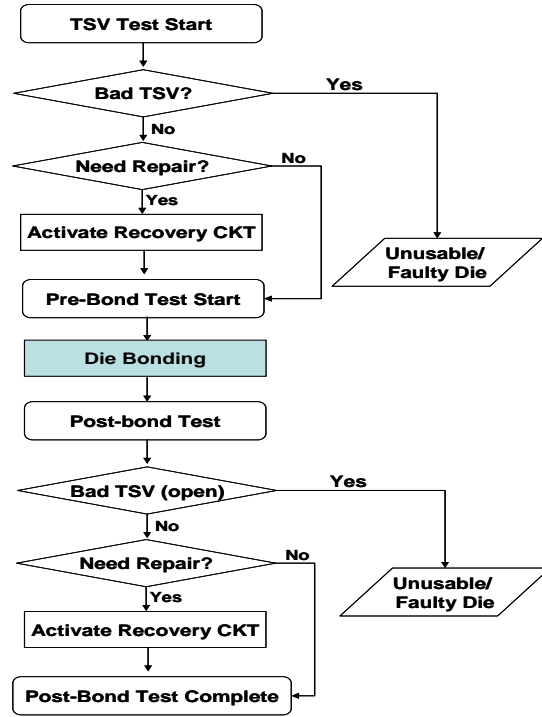 TSV Test Start
Bad TSV?
Yes
No
Need Repair?
No
Yes
Activate Recovery CKT
Unusable/
Faulty Die
Pre-Bond Test Start
Die Bonding
Post-bond Test
Bad TSV (open)
Yes
No
Need Repair?
No
Yes
Unusable/
Faulty Die
Activate Recovery CKT
Post-Bond Test Complete